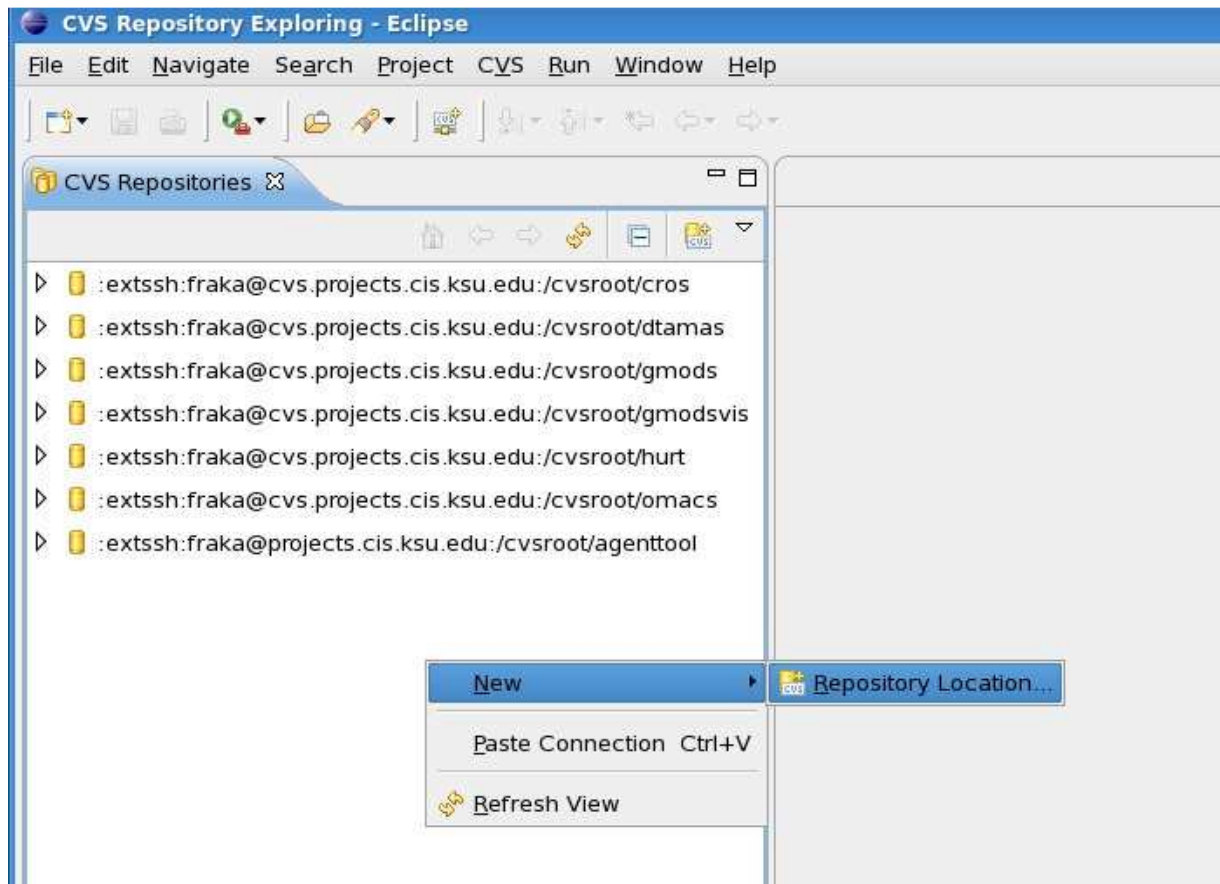 CVS Repository Exploring - Eclipse
File Edit Navigate Search Project CVS Run Window Help
CVS Repositories
:extssh:fraka@cvs.projects.cis.ksu.edu:/cvsroot/cros
:extssh:fraka@cvs.projects.cis.ksu.edu:/cvsroot/dtamas
:extssh:fraka@cvs.projects.cis.ksu.edu:/cvsroot/gmods
:extssh:fraka@cvs.projects.cis.ksu.edu:/cvsroot/gmodsvis
:extssh:fraka@cvs.projects.cis.ksu.edu:/cvsroot/hurt
:extssh:fraka@cvs.projects.cis.ksu.edu:/cvsroot/omacs
:extssh:fraka@projects.cis.ksu.edu:/cvsroot/agenttool
New
Repository Location...
Paste Connection Ctrl+V
Refresh View